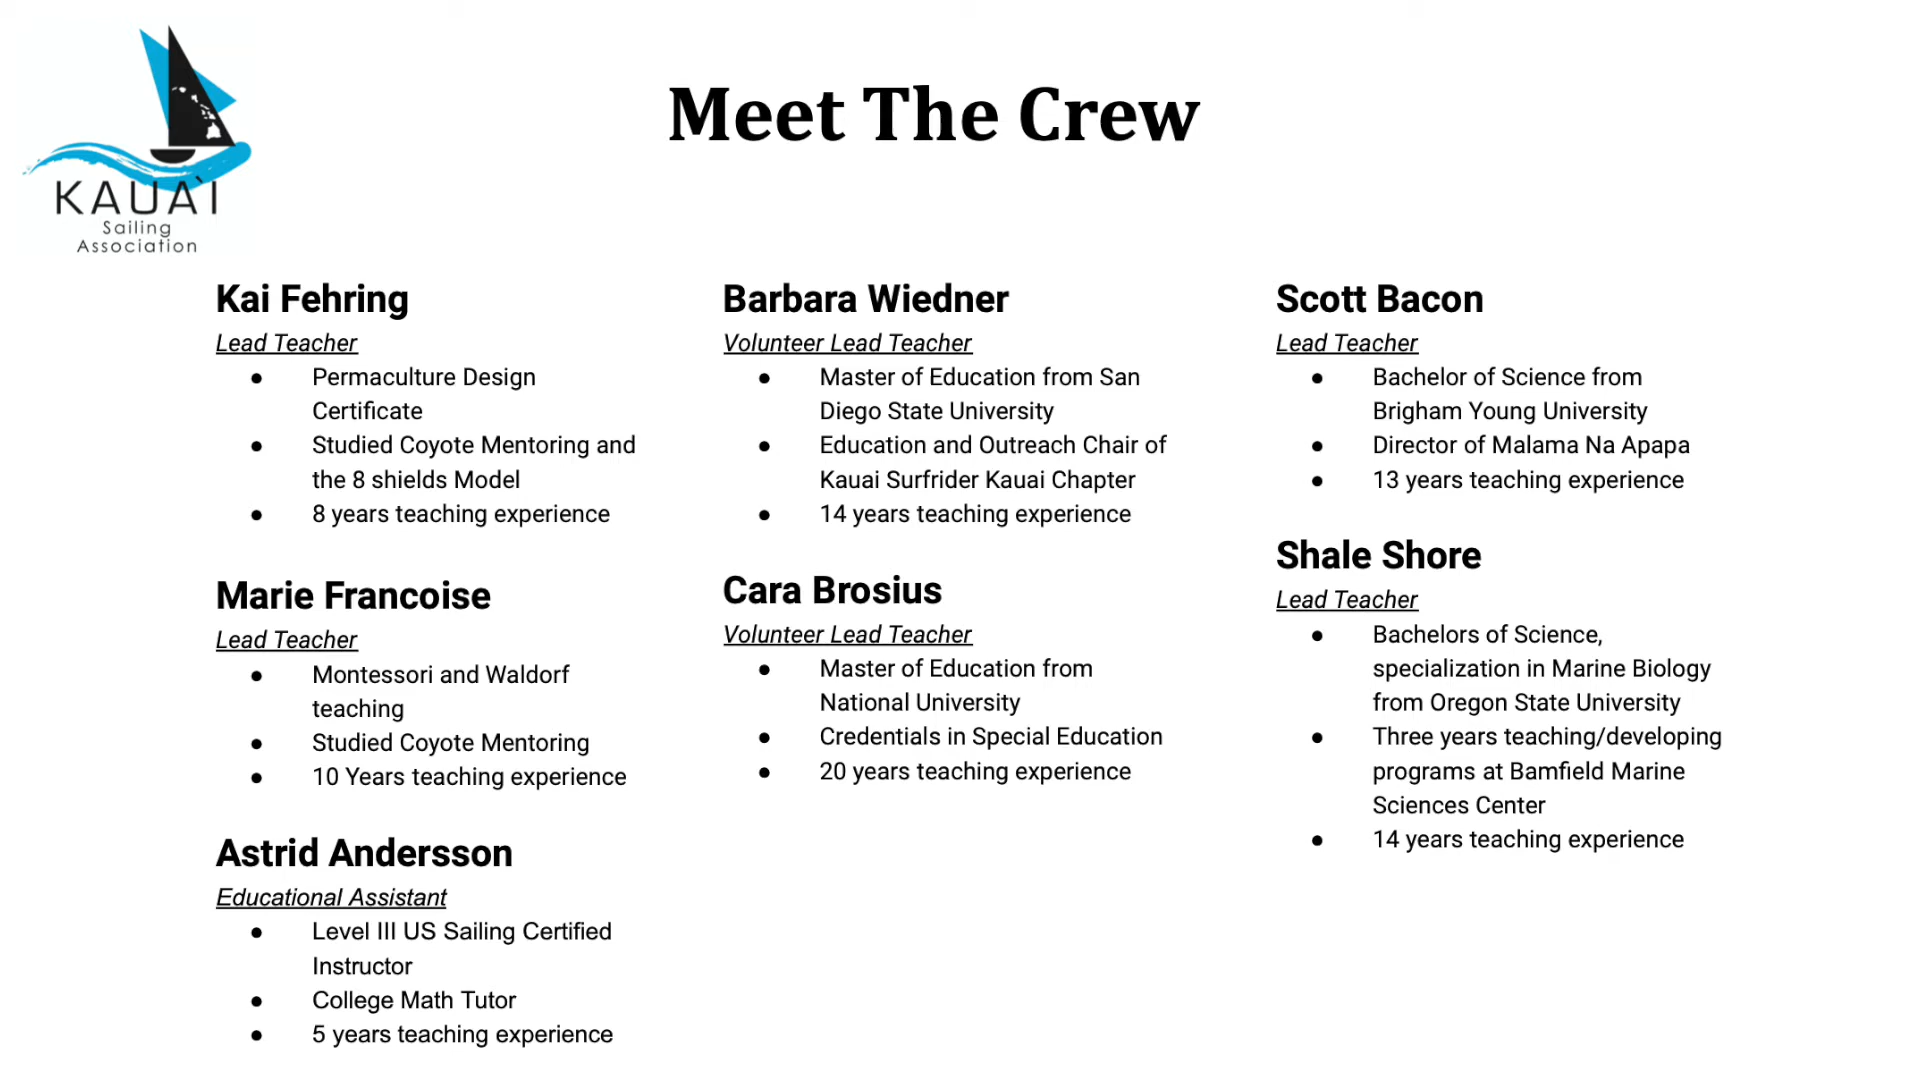 KAUA`I
Sailing
Association
Meet The Crew
Kai Fehring
Lead Teacher
● Permaculture Design
Certificate
● Studied Coyote Mentoring and
the 8 shields Model
● 8 years teaching experience
Marie Francoise
Lead Teacher
● Montessori and Waldorf
teaching
● Studied Coyote Mentoring
● 10 Years teaching experience
Astrid Andersson
Educational Assistant
● Level III US Sailing Certified
Instructor
● College Math Tutor
● 5 years teaching experience
Barbara Wiedner
Volunteer Lead Teacher
● Master of Education from San
Diego State University
● Education and Outreach Chair of
Kauai Surfrider Kauai Chapter
● 14 years teaching experience
Cara Brosius
Volunteer Lead Teacher
● Master of Education from
National University
● Credentials in Special Education
● 20 years teaching experience
Scott Bacon
Lead Teacher
● Bachelor of Science from
Brigham Young University
● Director of Malama Na Apapa
● 13 years teaching experience
Shale Shore
Lead Teacher
● Bachelors of Science,
specialization in Marine Biology
from Oregon State University
● Three years teaching/developing
programs at Bamfield Marine
Sciences Center
● 14 years teaching experience